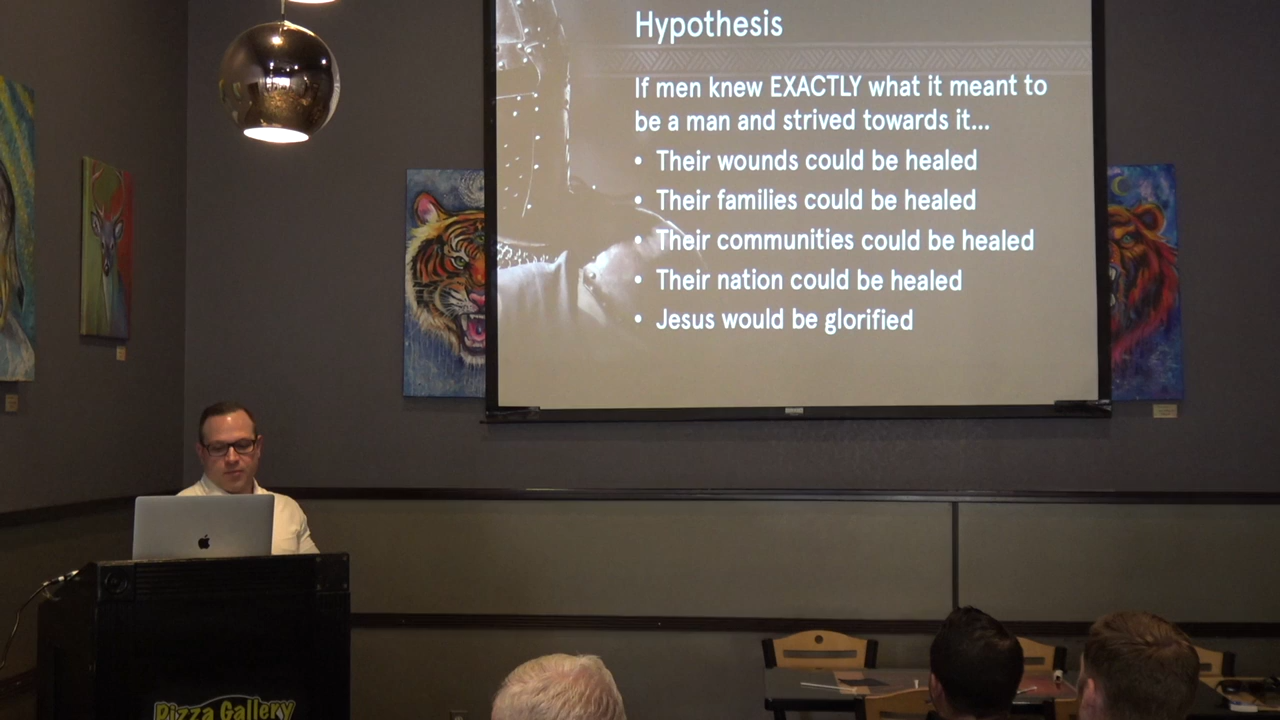 Hypothesis
If men knew EXACTLY what it meant to
be a man and strived towards it...
• Their wounds could be healed
• Their families could be healed
• Their communities could be healed
• Their nation could be healed
• Jesus would be glorified
Pizza Gallery